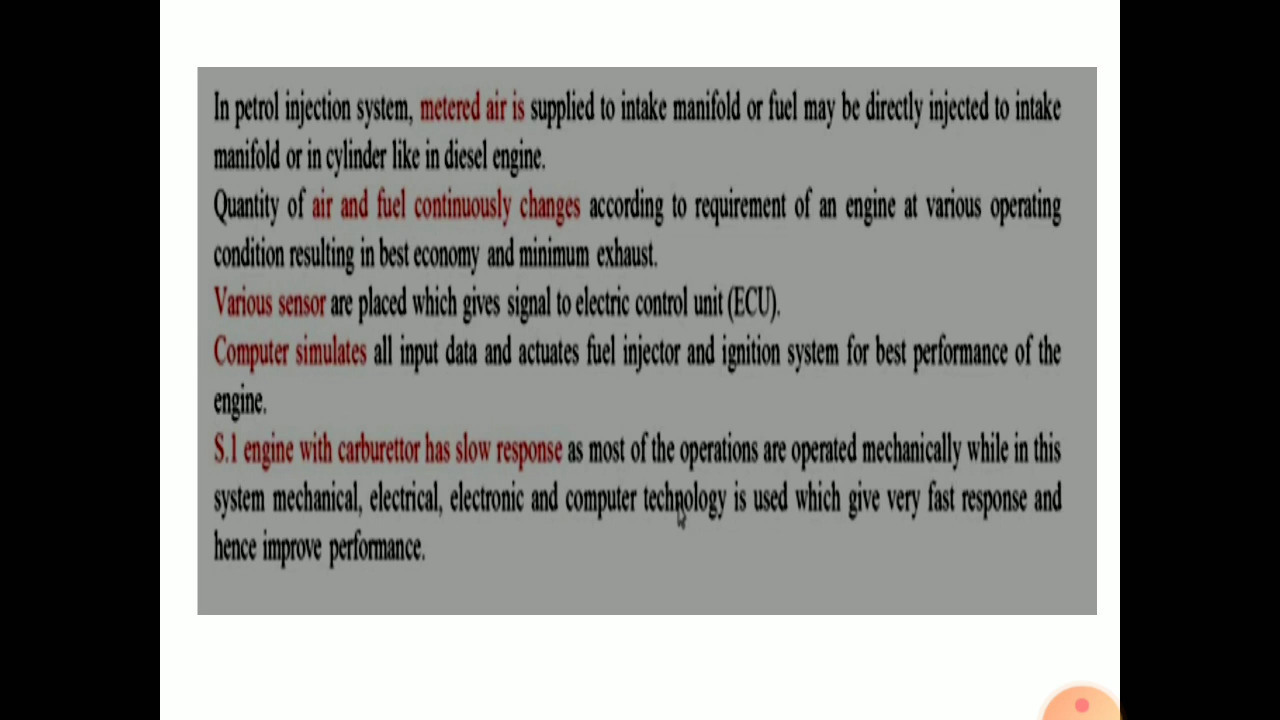 In petrol injection system, metered air is supplied to intake manifold or fuel may be directly injected to intake
manifold or in cylinder like in diesel engine.
Quantity of air and fuel continuously changes according to requirement of an engine at various operating
condition resulting in best economy and minimum exhaust.
Various sensor are placed which gives signal to electric control unit (ECU).
Computer simulates all input data and actuates fuel injector and ignition system for best performance of the
engine.
S.1 engine with carburettor has slow response as most of the operations are operated mechanically while in this
system mechanical, electrical, electronic and computer technology is used which give very fast response and
hence improve performance.